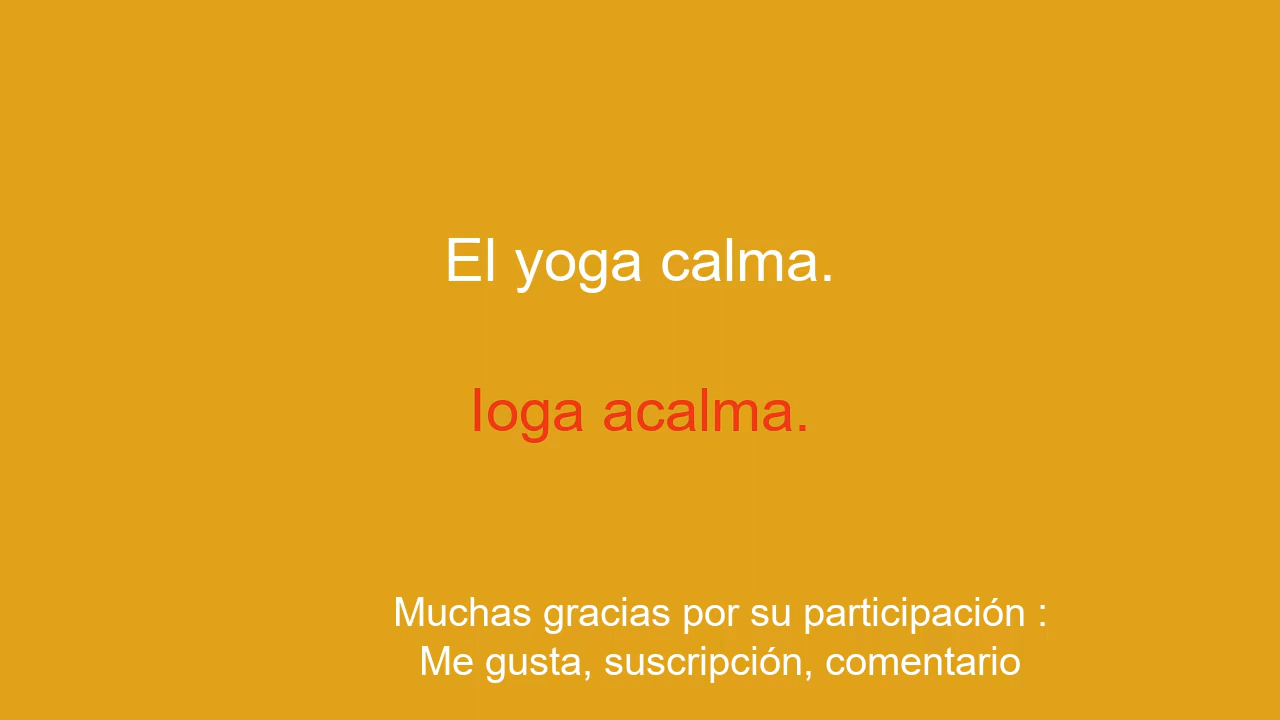 El yoga calma.
Ioga acalma.
Muchas gracias por su participación :
Me gusta, suscripción, comentario